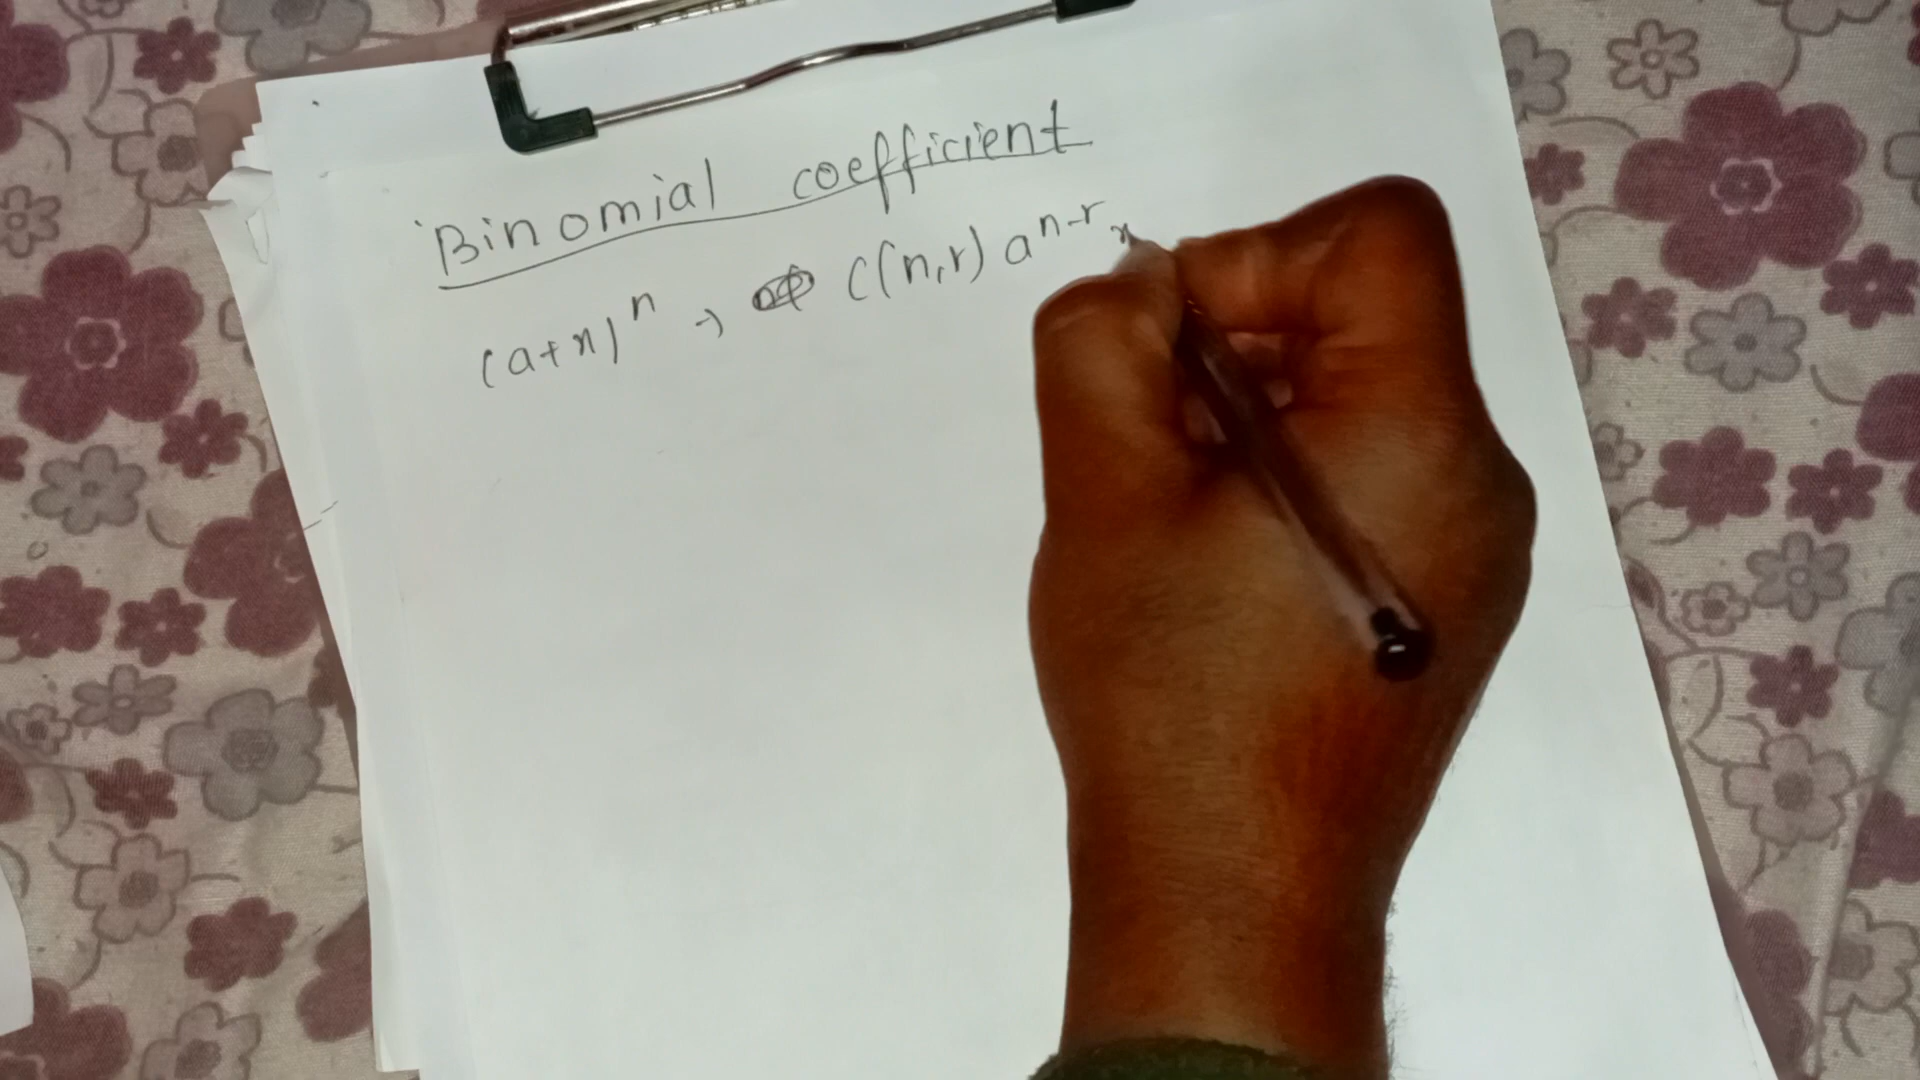 Binomial coefficient
(a+x)^n → C(n,r) a^{n-r} x